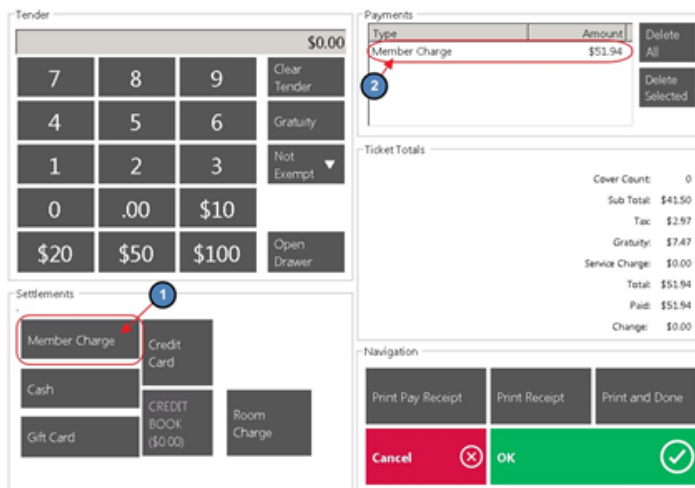 Tender
$0.00
7
8
9
Clear
Tender
4
5
6
Gratuity
1
2
3
Not
Exempt
0
.00
$10
$20
$50
$100
Open
Drawer
Settlements
1
Member Charge
Credit
Card
Cash
CREDIT
BOOK
($0.00)
Room
Charge
Gift Card
Payments
Type Amount
Member Charge $51.94
2
Delete
All
Delete
Selected
Ticket Totals
Cover Count: 0
Sub Total: $41.50
Tax: $2.97
Gratuity: $7.47
Service Charge: $0.00
Total: $51.94
Paid: $51.94
Change: $0.00
Navigation
Print Pay Receipt
Print Receipt
Print and Done
Cancel
OK